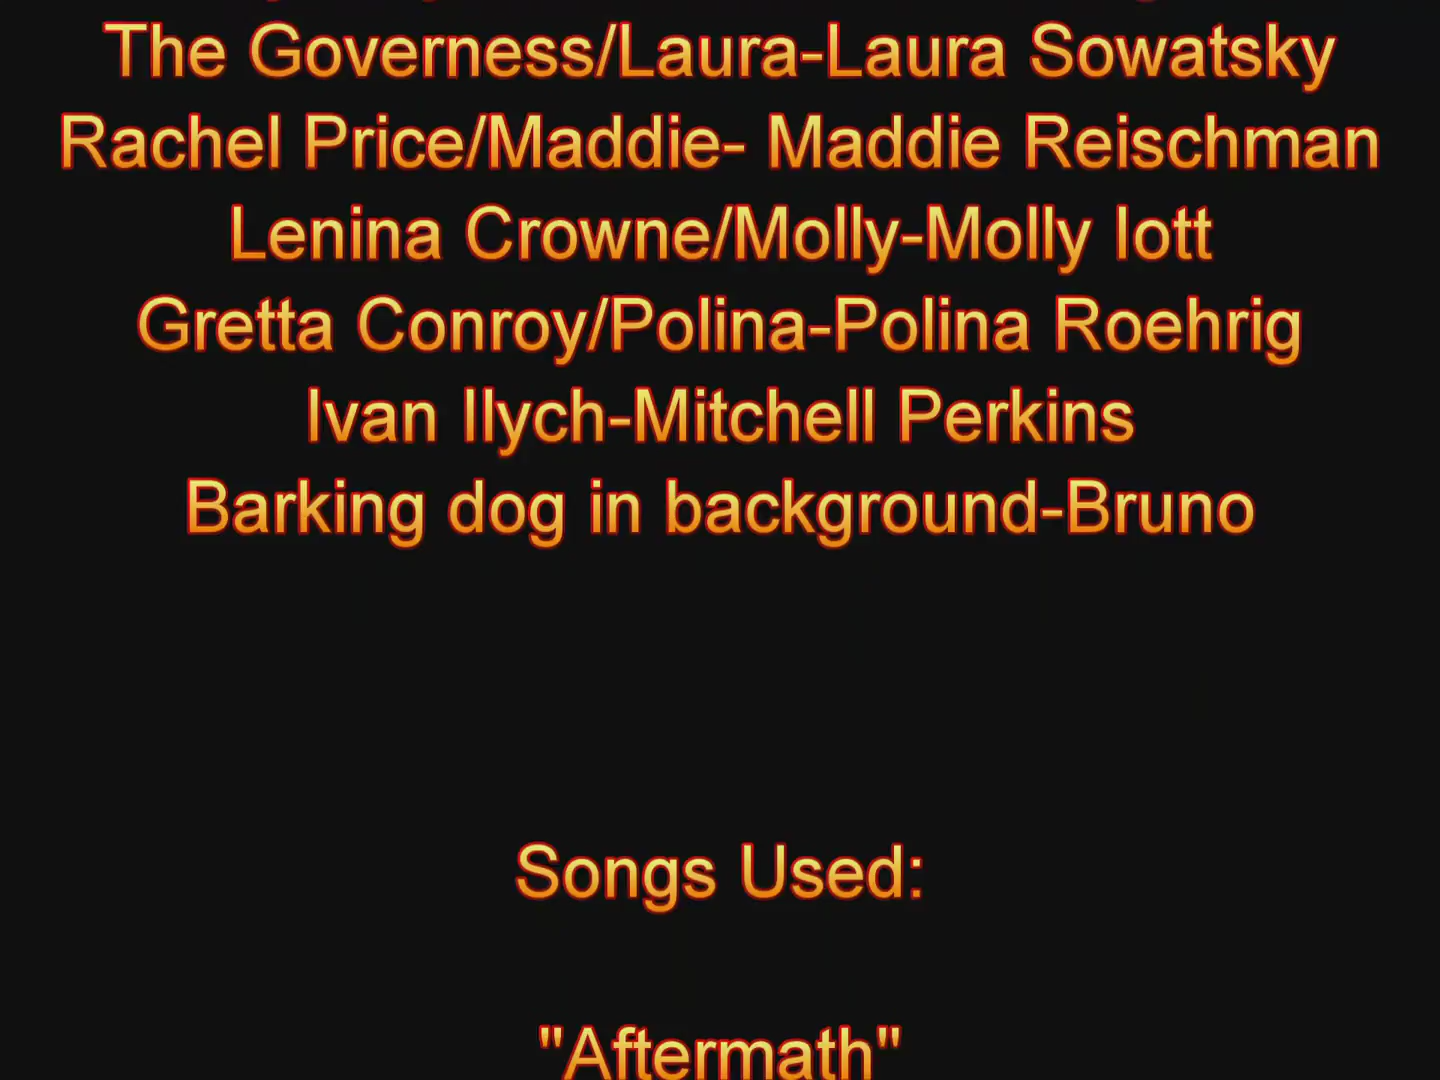 The Governess/Laura-Laura Sowatsky
Rachel Price/Maddie- Maddie Reischman
Lenina Crowne/Molly-Molly Iott
Gretta Conroy/Polina-Polina Roehrig
Ivan Ilych-Mitchell Perkins
Barking dog in background-Bruno
Songs Used:
"Aftermath"